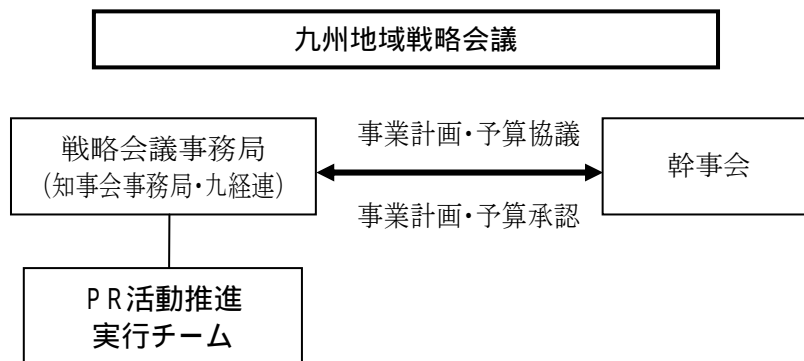 九州地域戦略会議
戦略会議事務局
（知事会事務局・九経連）
事業計画・予算協議
事業計画・予算承認
幹事会
ＰＲ活動推進
実行チーム